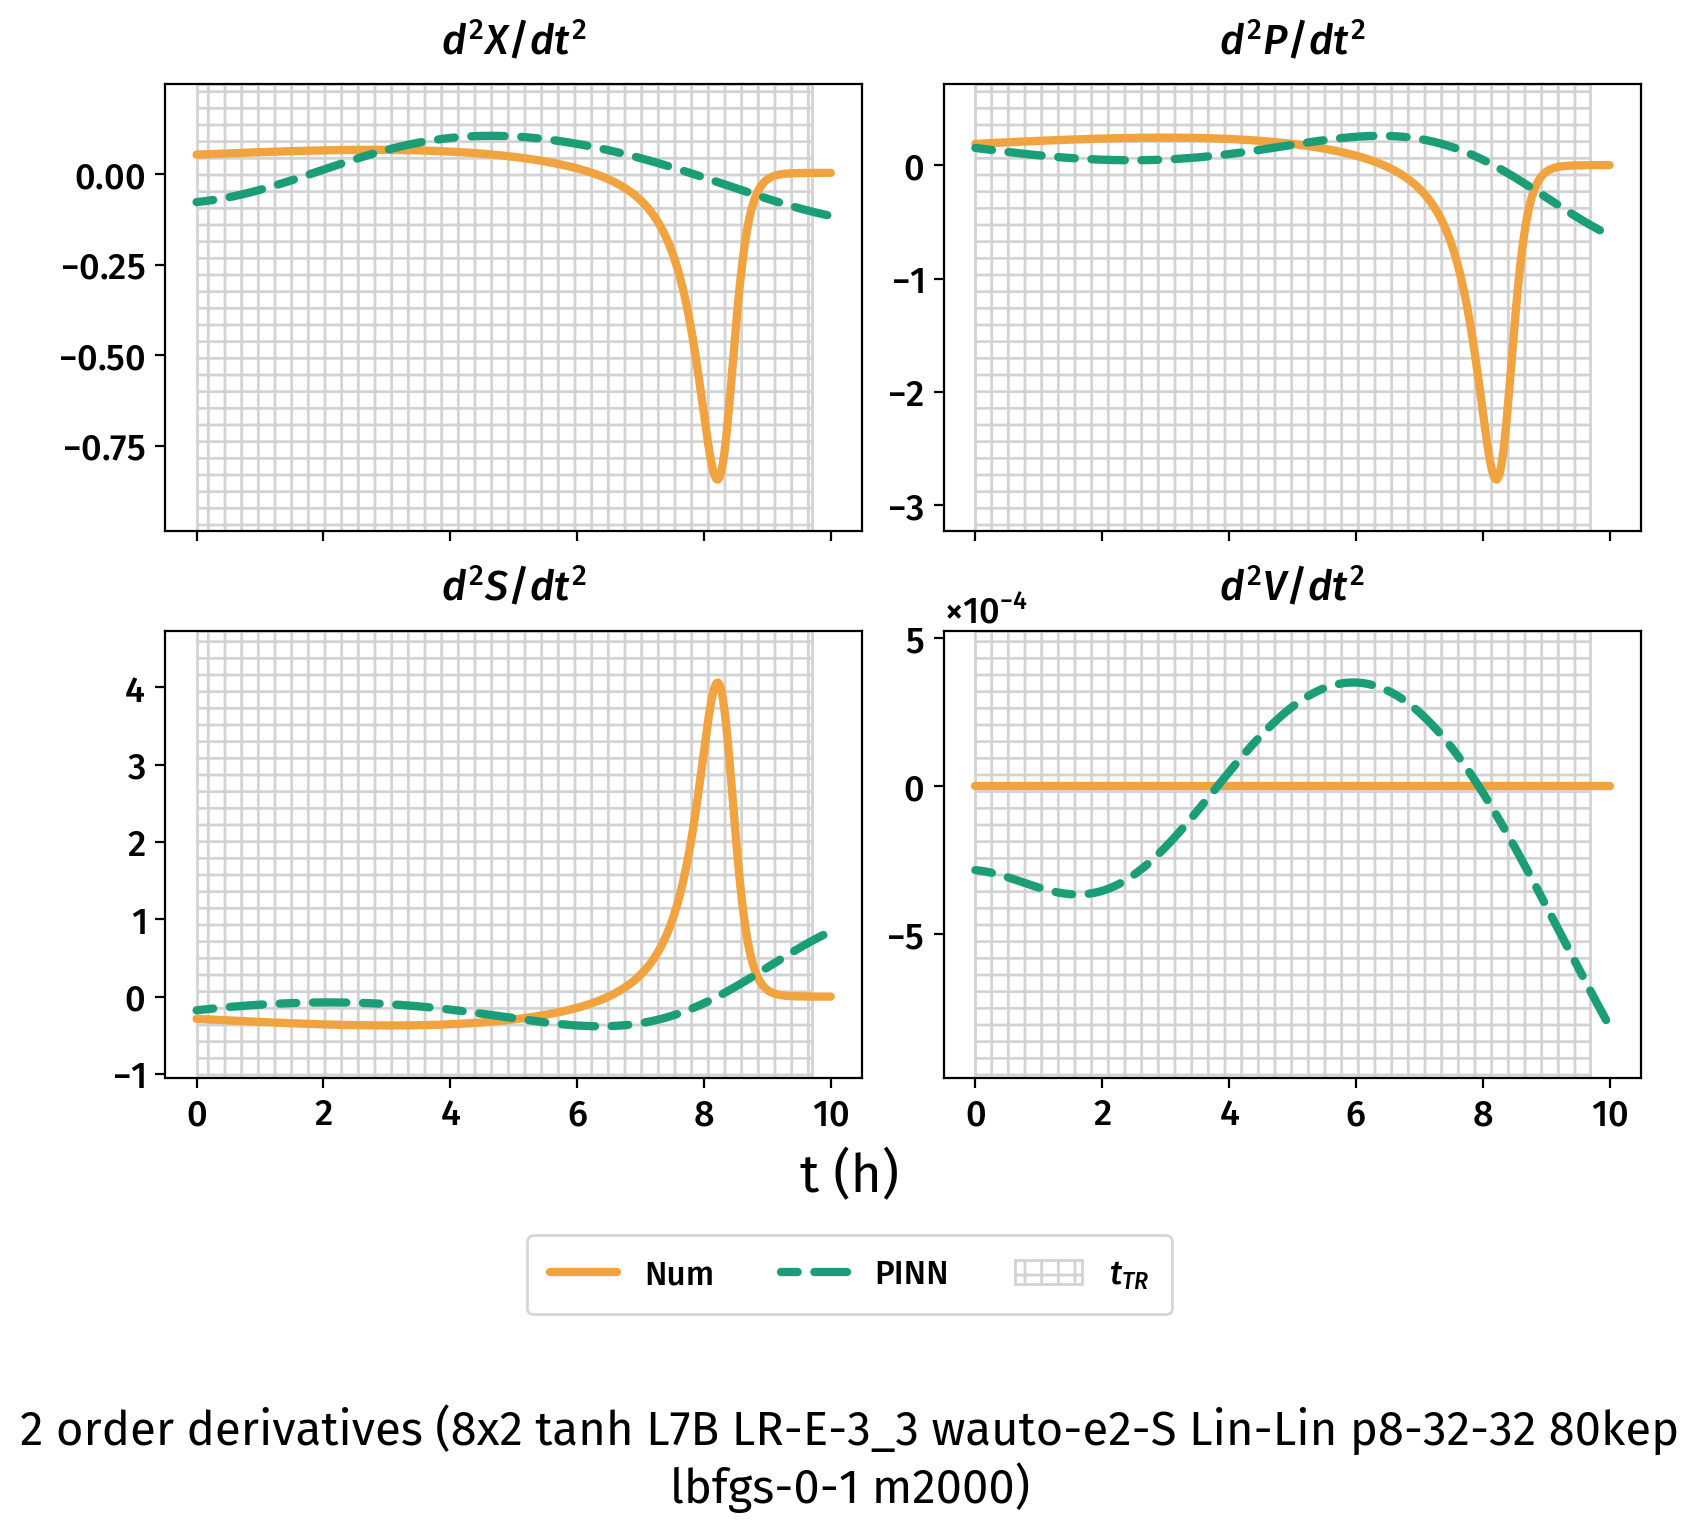 d²X/dt²
d²P/dt²
0.00
−0.25
−0.50
−0.75
0
−1
−2
−3
d²S/dt²
d²V/dt²
×10⁻⁴
4
3
2
1
0
−1
5
0
−5
0 2 4 6 8 10
0 2 4 6 8 10
t (h)
Num PINN t_TR
2 order derivatives (8x2 tanh L7B LR-E-3_3 wauto-e2-S Lin-Lin p8-32-32 80kep
lbfgs-0-1 m2000)